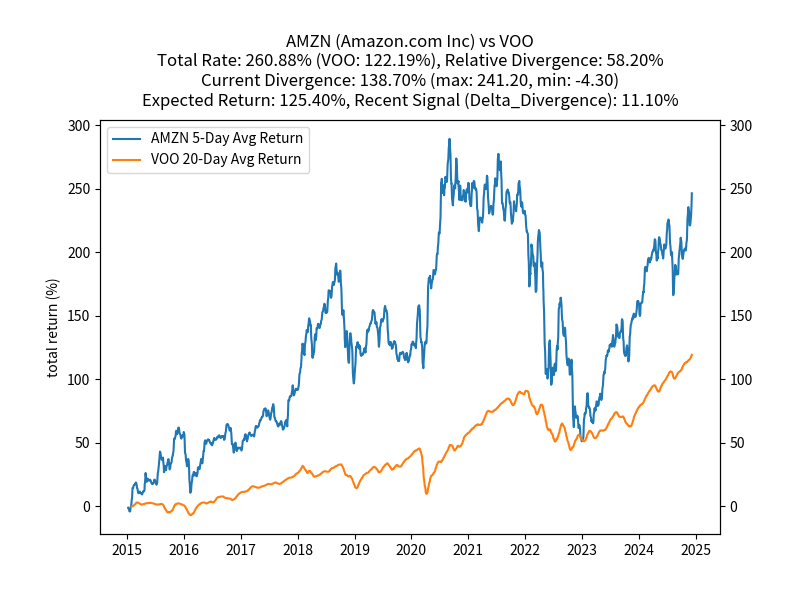 AMZN (Amazon.com Inc) vs VOO
Total Rate: 260.88% (VOO: 122.19%), Relative Divergence: 58.20%
Current Divergence: 138.70% (max: 241.20, min: -4.30)
Expected Return: 125.40%, Recent Signal (Delta_Divergence): 11.10%
AMZN 5-Day Avg Return
VOO 20-Day Avg Return
total return (%)
300 300
250 250
200 200
150 150
100 100
50 50
0 0
2015 2016 2017 2018 2019 2020 2021 2022 2023 2024 2025